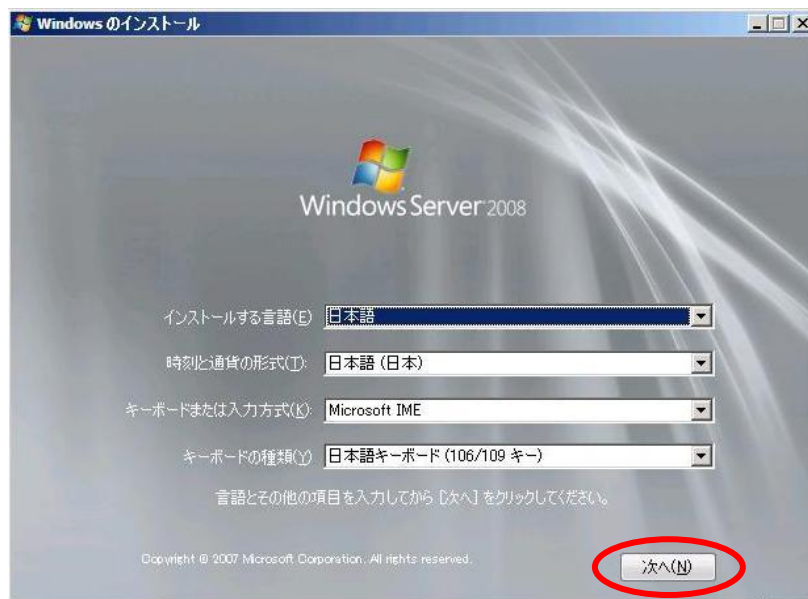 Windows のインストール
Windows Server 2008
インストールする言語(E) 日本語
時刻と通貨の形式(T): 日本語 (日本)
キーボードまたは入力方式(K): Microsoft IME
キーボードの種類(Y) 日本語キーボード (106/109 キー)
言語とその他の項目を入力してから [次へ] をクリックしてください。
Copyright © 2007 Microsoft Corporation. All rights reserved.
次へ(N)